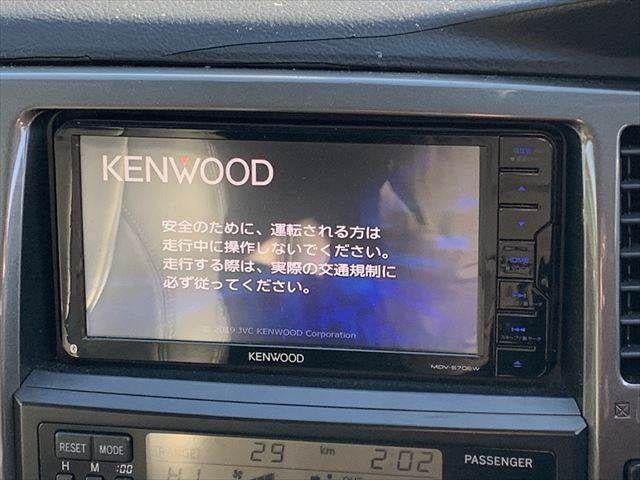 KENWOOD
安全のために、運転される方は
走行中に操作しないでください。
走行する際は、実際の交通規制に
必ず従ってください。
© 2019 JVC KENWOOD Corporation
KENWOOD
HOME
RESET MODE
H M :00
RANGE 29 km 2:02
PASSENGER